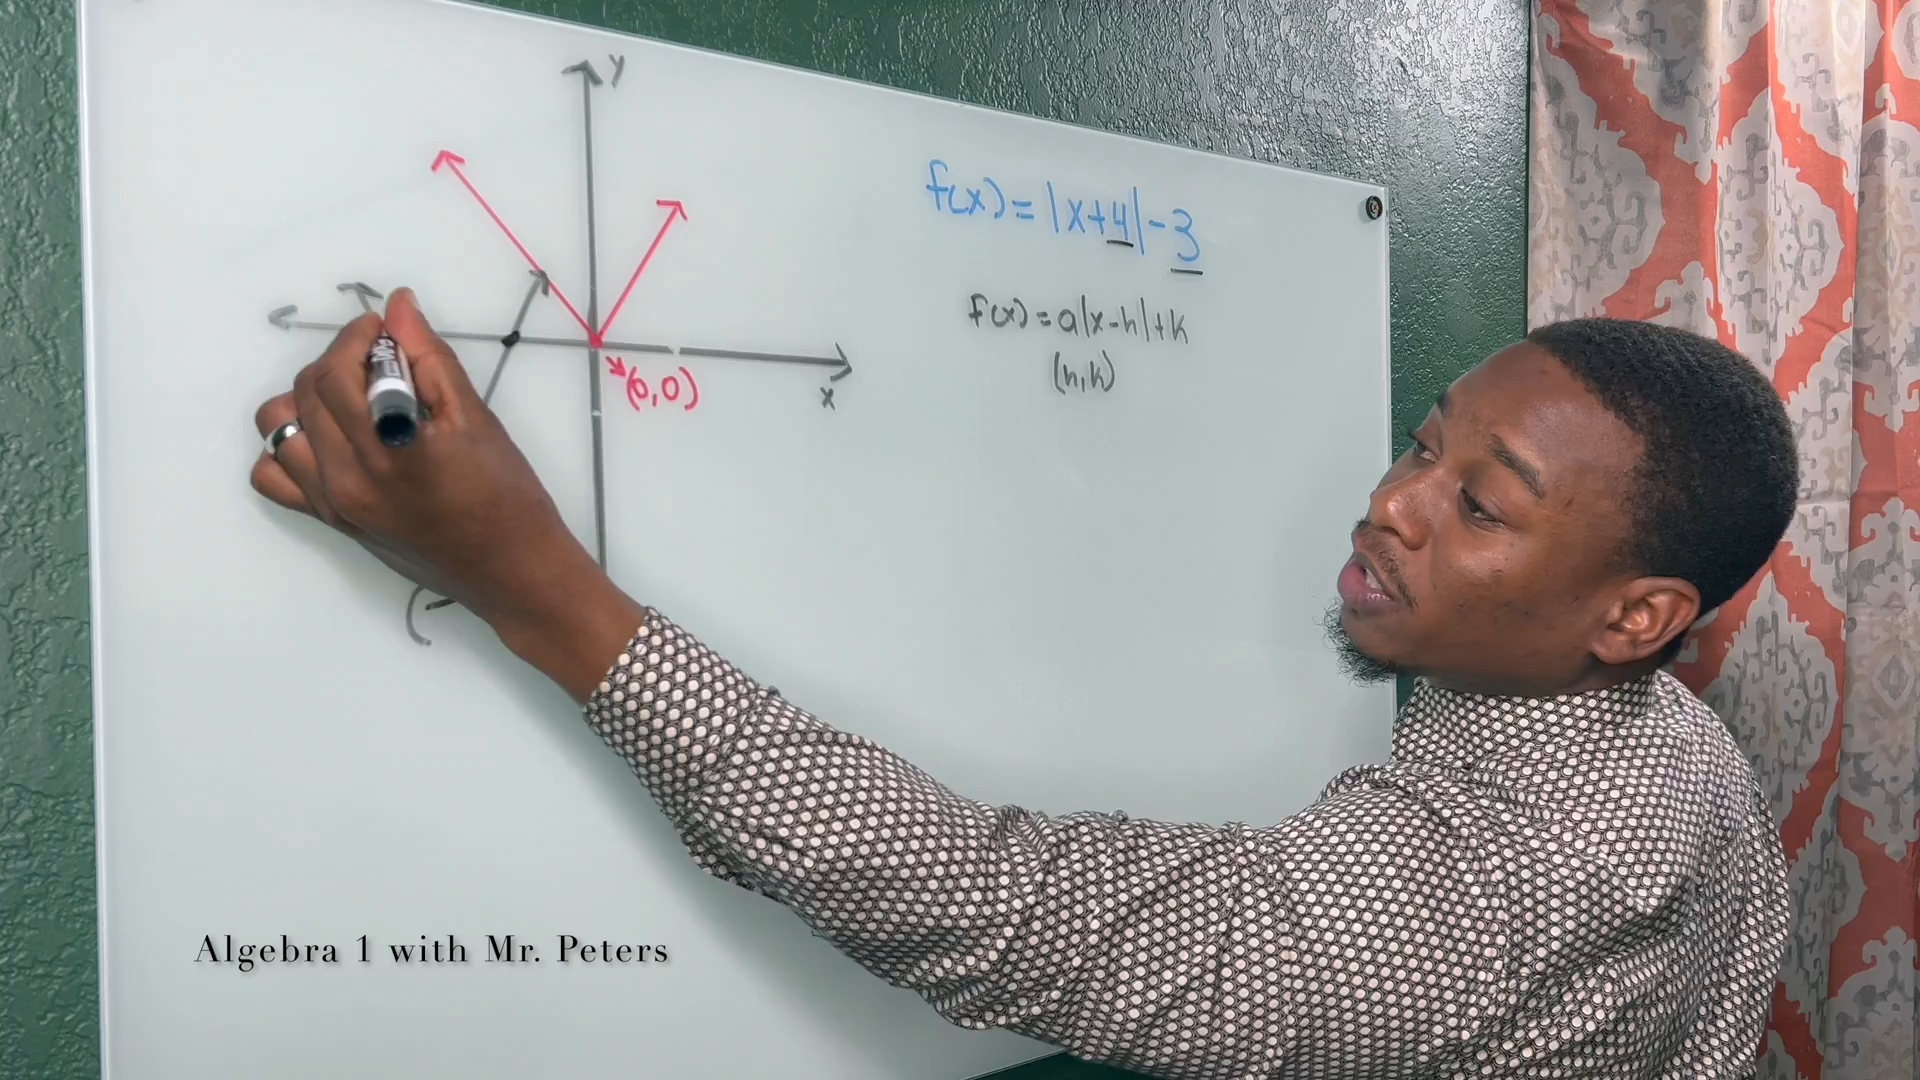 y
f(x) = |x+4| - 3
f(x) = a|x-h| + k
(h,k)
x
(0,0)
(-
Algebra 1 with Mr. Peters